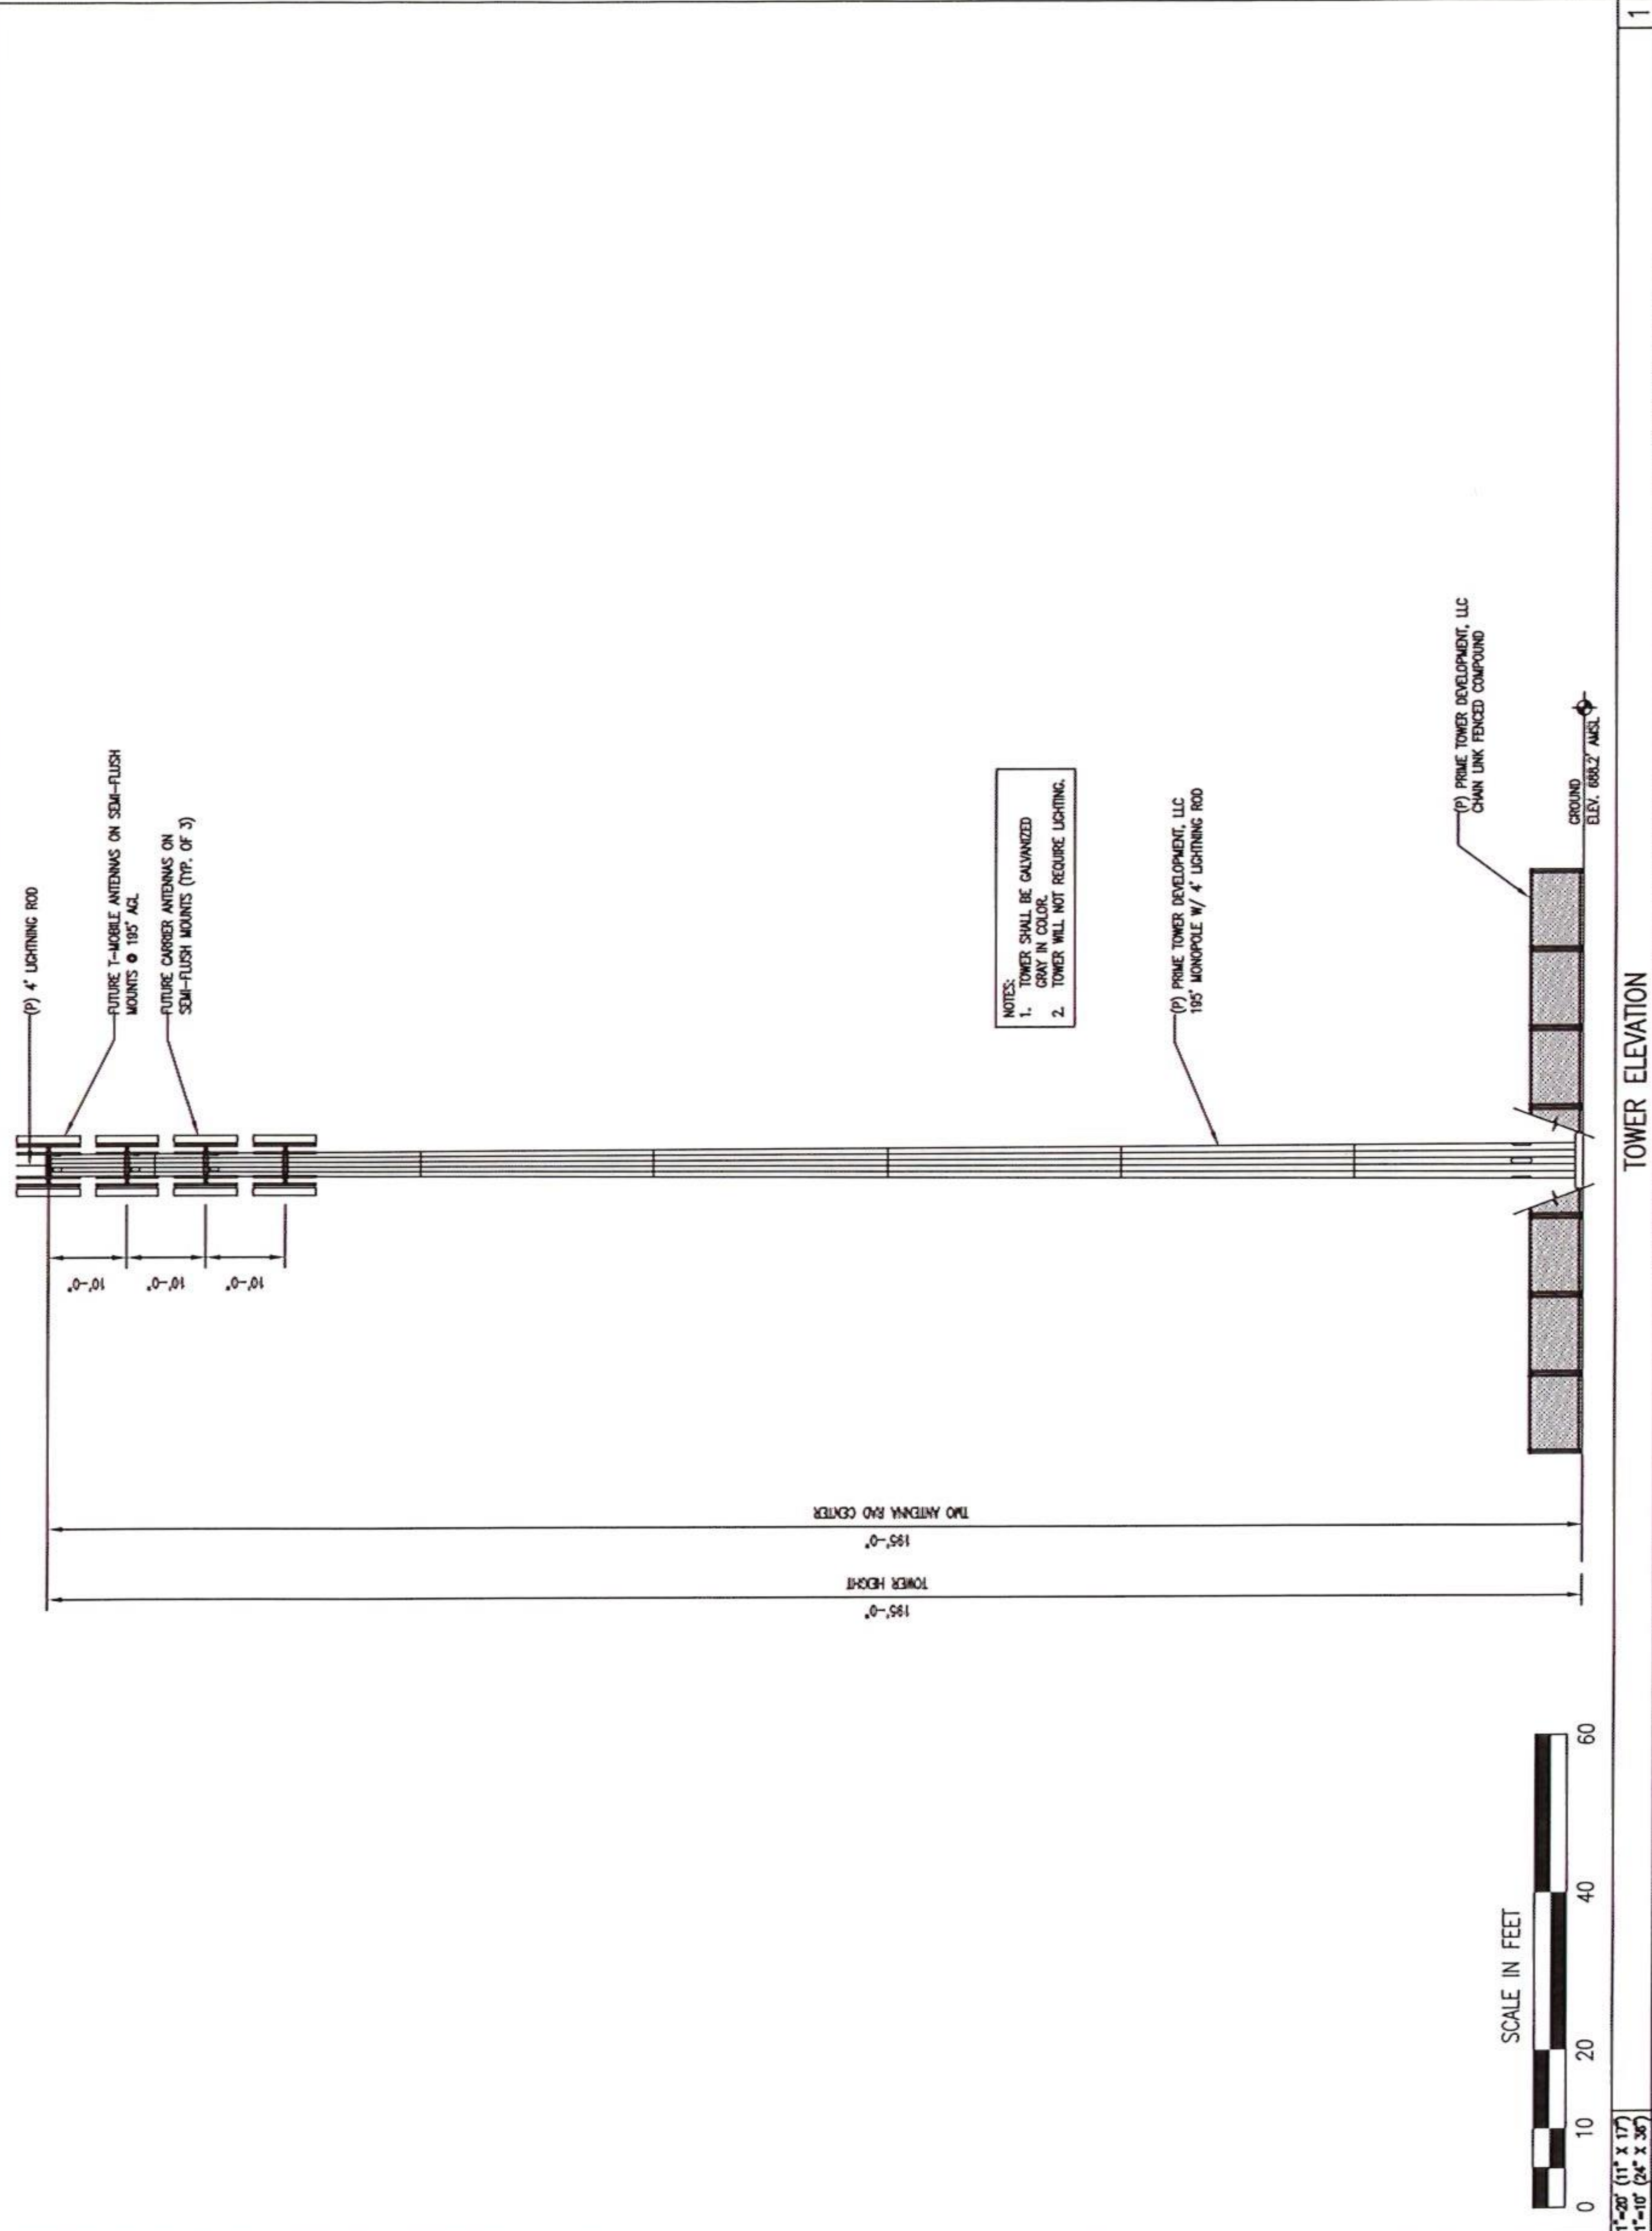 (P) 4' LIGHTNING ROD
FUTURE T-MOBILE ANTENNAS ON SEMI-FLUSH
MOUNTS @ 195' AGL
FUTURE CARRIER ANTENNAS ON
SEMI-FLUSH MOUNTS (TYP. OF 3)
10'-0"
10'-0"
10'-0"
NOTES:
1. TOWER SHALL BE GALVANIZED
GRAY IN COLOR.
2. TOWER WILL NOT REQUIRE LIGHTING.
(P) PRIME TOWER DEVELOPMENT, LLC
195' MONOPOLE W/ 4' LIGHTNING ROD
TMO ANTENNA RAD CENTER
195'-0"
TOWER HEIGHT
195'-0"
(P) PRIME TOWER DEVELOPMENT, LLC
CHAIN LINK FENCED COMPOUND
GROUND
ELEV. 688.2' AMSL
SCALE IN FEET
0 10 20 40 60
1"=20' (11" X 17")
1"=10' (24" X 36")
TOWER ELEVATION
1